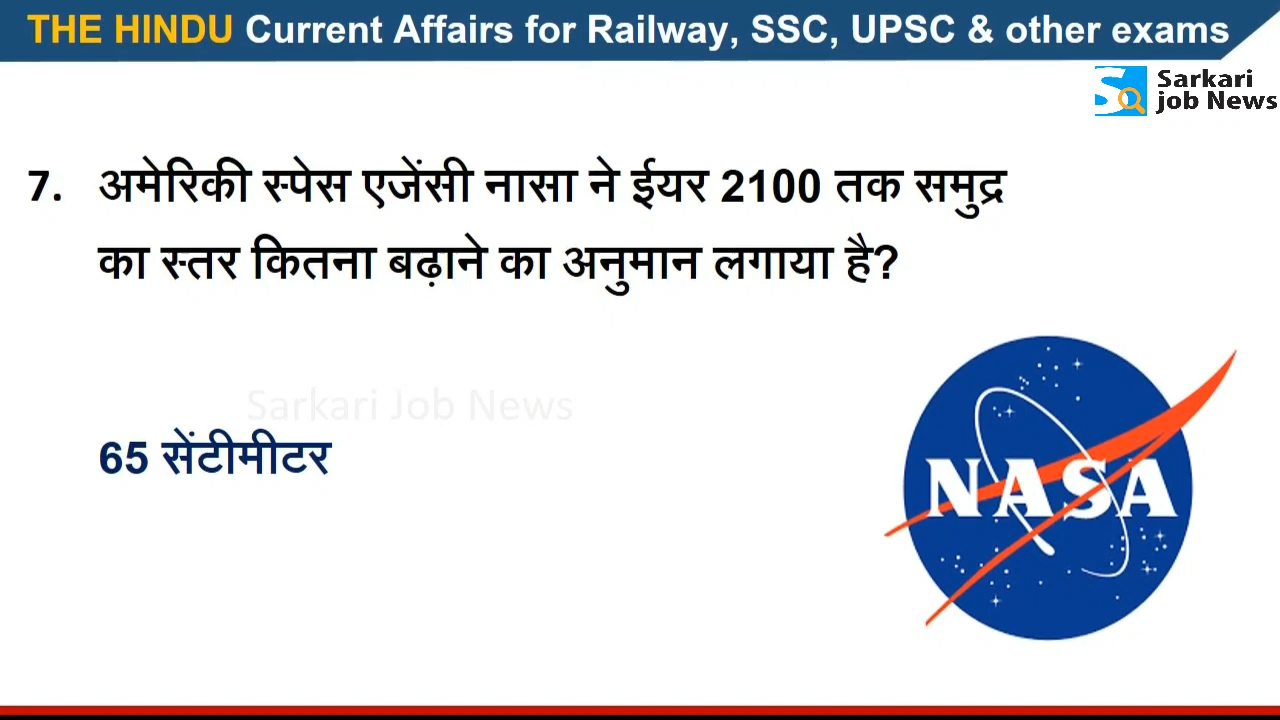 THE HINDU Current Affairs for Railway, SSC, UPSC & other exams
Sarkari
job News
7. अमेरिकी स्पेस एजेंसी नासा ने ईयर 2100 तक समुद्र
का स्तर कितना बढ़ाने का अनुमान लगाया है?
Sarkari Job News
65 सेंटीमीटर
NASA